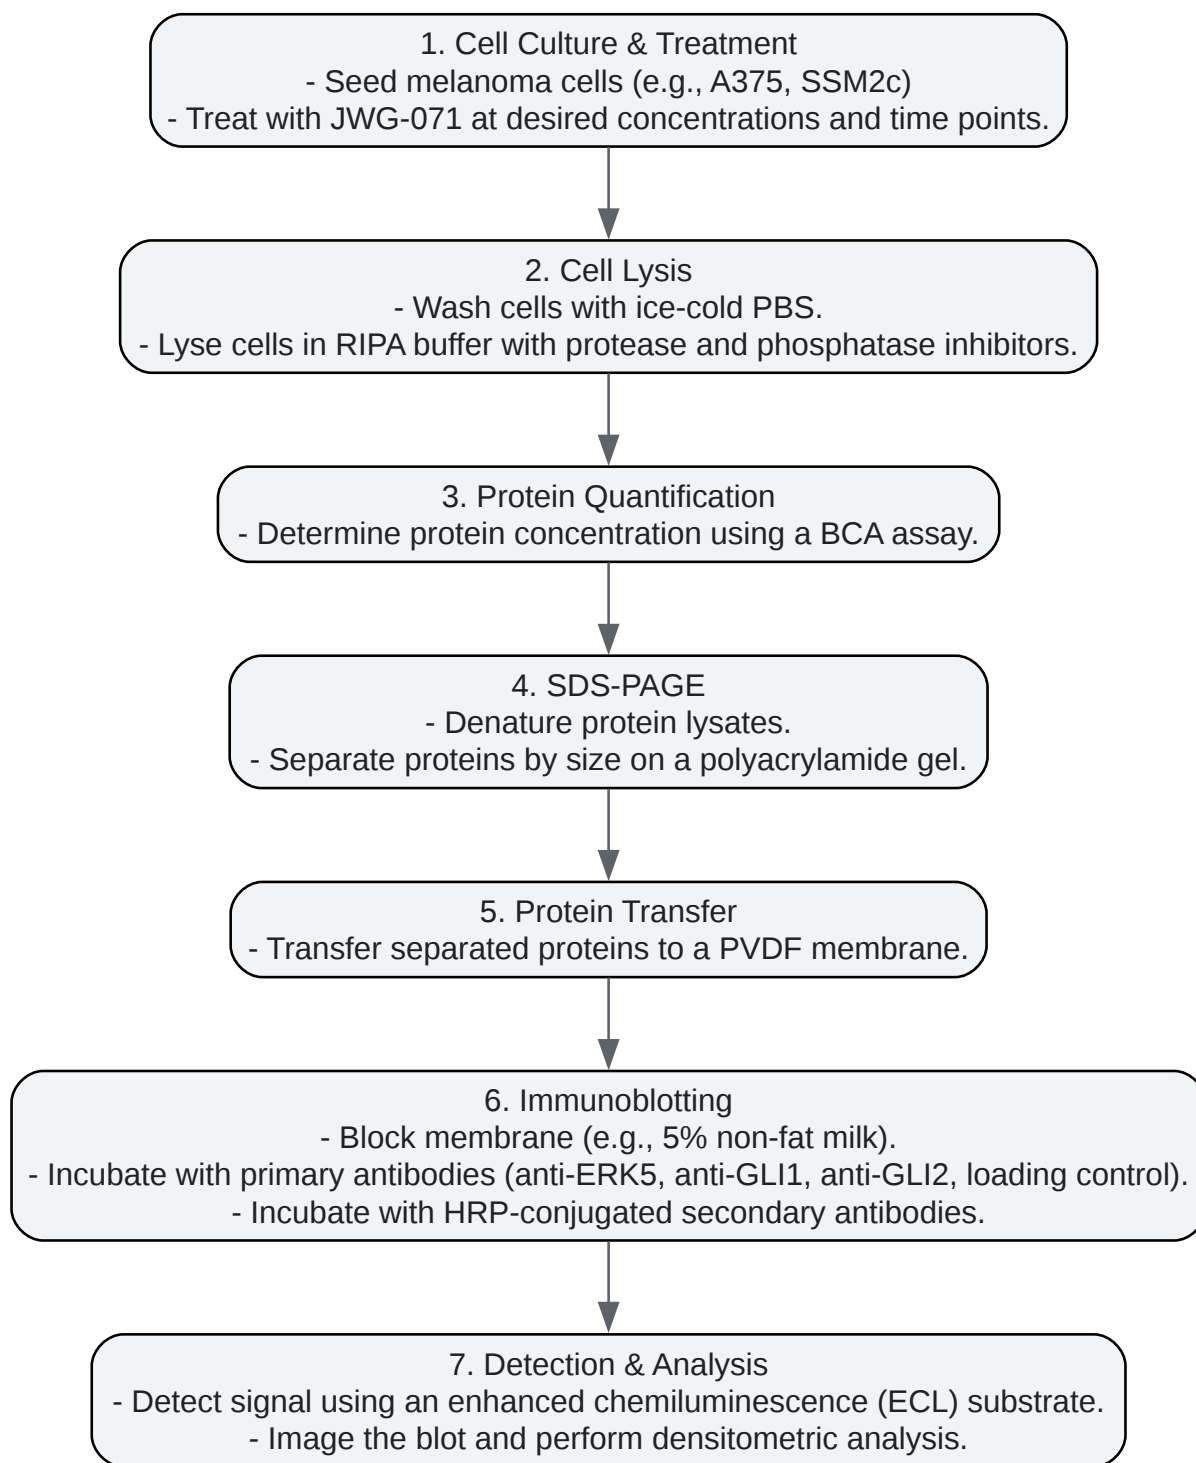 1. Cell Culture & Treatment
- Seed melanoma cells (e.g., A375, SSM2c)
- Treat with JWG-071 at desired concentrations and time points.
2. Cell Lysis
- Wash cells with ice-cold PBS.
- Lyse cells in RIPA buffer with protease and phosphatase inhibitors.
3. Protein Quantification
- Determine protein concentration using a BCA assay.
4. SDS-PAGE
- Denature protein lysates.
- Separate proteins by size on a polyacrylamide gel.
5. Protein Transfer
- Transfer separated proteins to a PVDF membrane.
6. Immunoblotting
- Block membrane (e.g., 5% non-fat milk).
- Incubate with primary antibodies (anti-ERK5, anti-GLI1, anti-GLI2, loading control).
- Incubate with HRP-conjugated secondary antibodies.
7. Detection & Analysis
- Detect signal using an enhanced chemiluminescence (ECL) substrate.
- Image the blot and perform densitometric analysis.